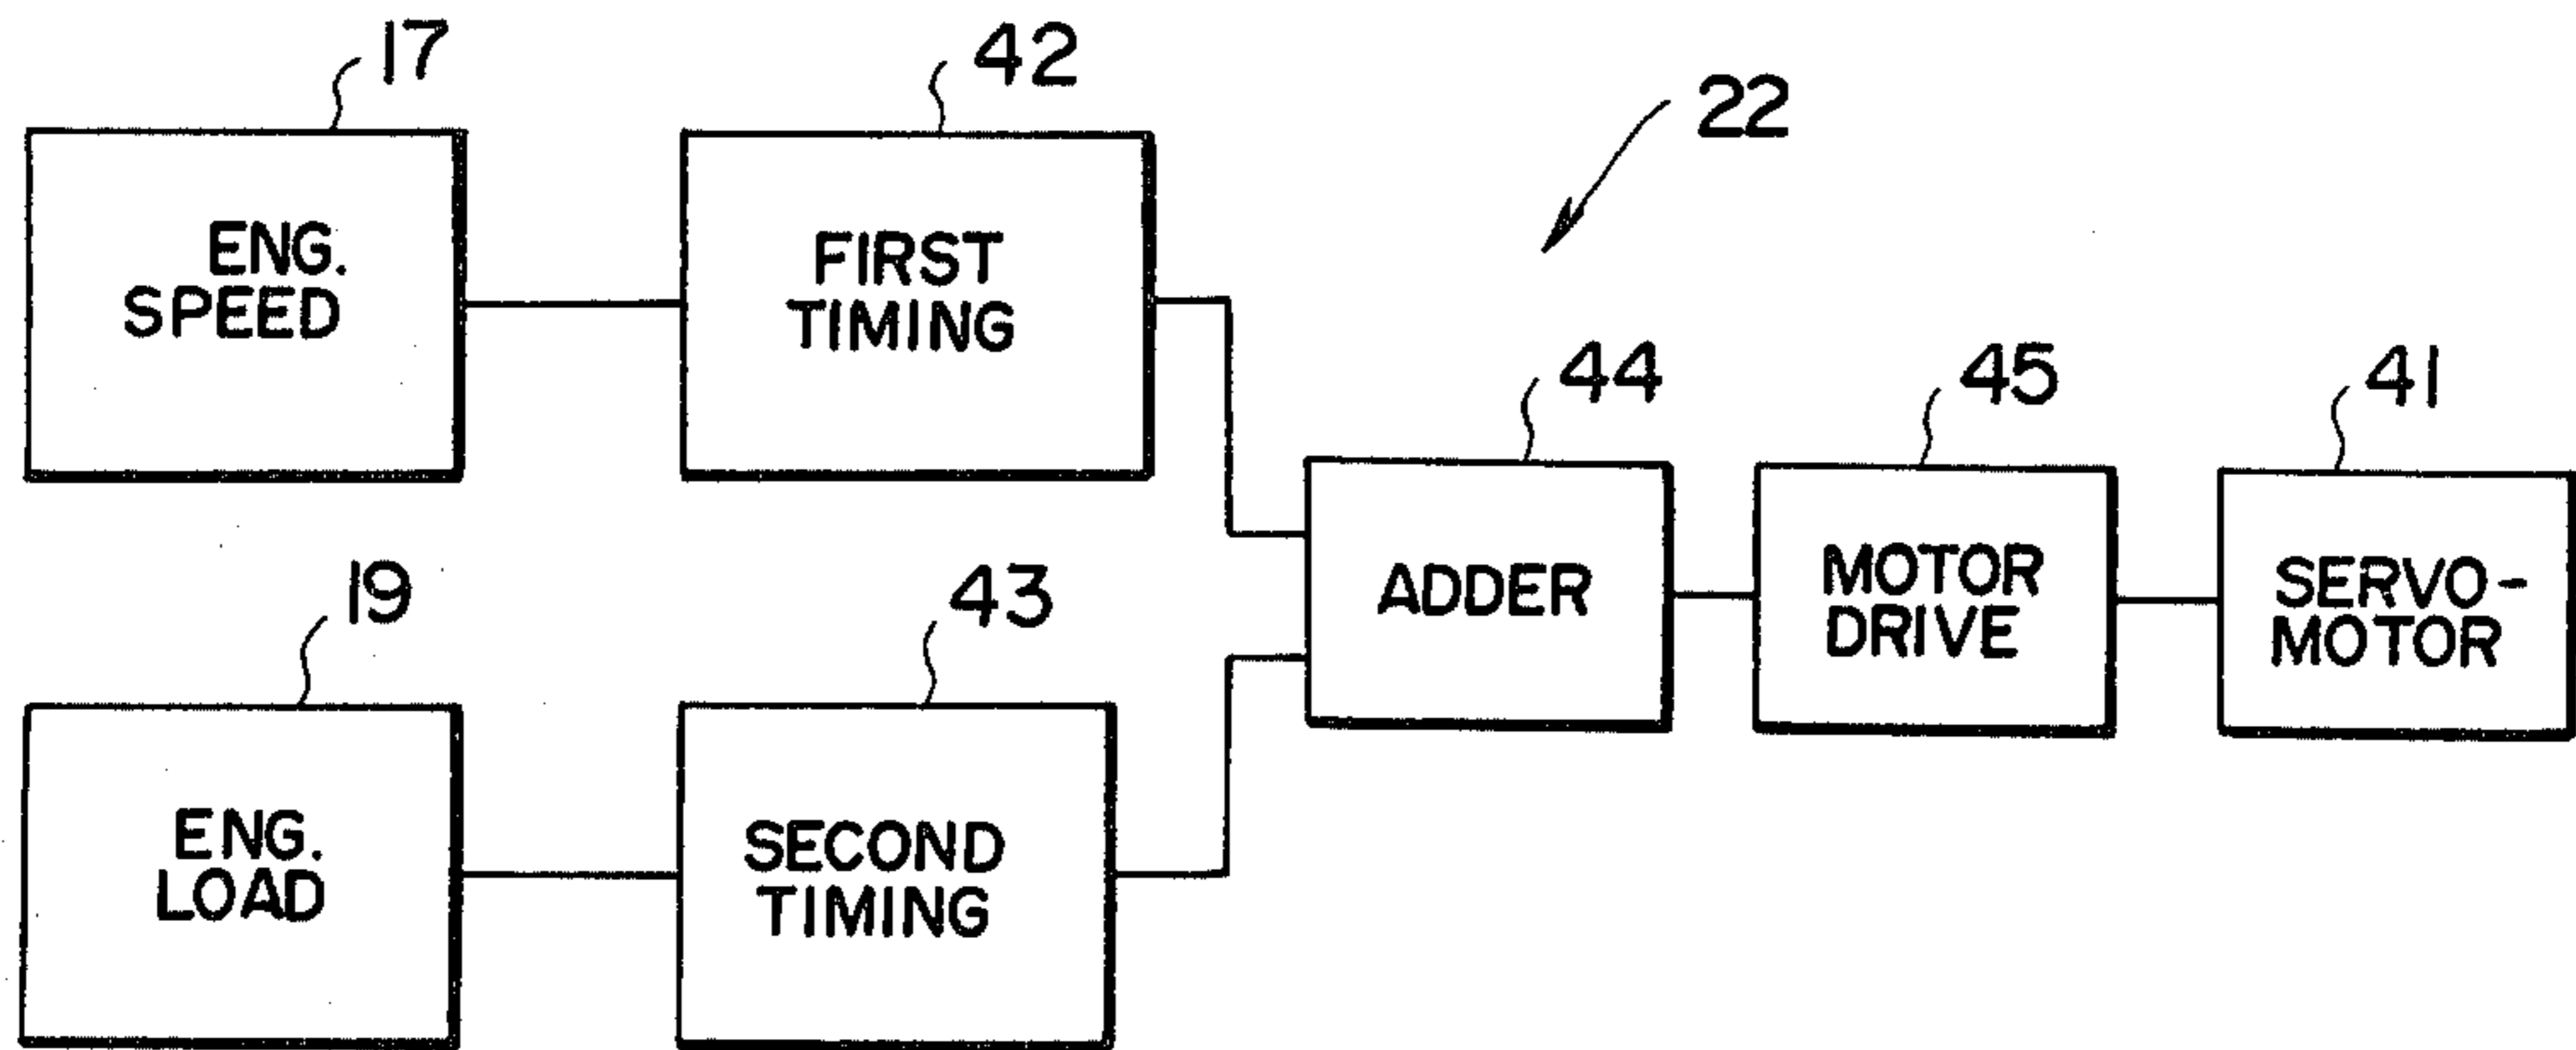 17
42
22
ENG.
SPEED
FIRST
TIMING
44
45
41
19
43
ADDER
MOTOR
DRIVE
SERVO-
MOTOR
ENG.
LOAD
SECOND
TIMING